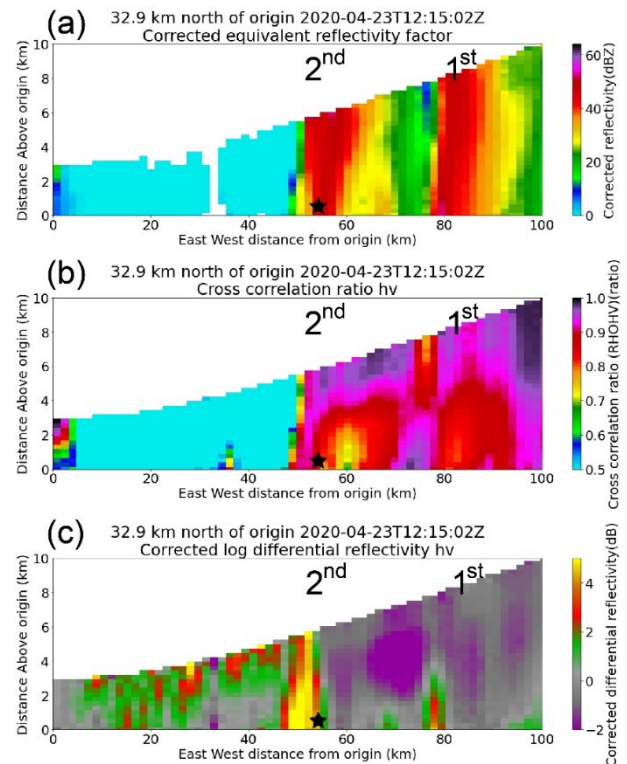 (a)
32.9 km north of origin 2020-04-23T12:15:02Z
Corrected equivalent reflectivity factor
2nd
1st
10
8
6
4
2
0
Distance Above origin (km)
0 20 40 60 80 100
East West distance from origin (km)
60
40
20
0
Corrected reflectivity(dBZ)
(b)
32.9 km north of origin 2020-04-23T12:15:02Z
Cross correlation ratio hv
2nd
1st
10
8
6
4
2
0
Distance Above origin (km)
0 20 40 60 80 100
East West distance from origin (km)
1.0
0.9
0.8
0.7
0.6
0.5
Cross correlation ratio (RHOHV)(ratio)
(c)
32.9 km north of origin 2020-04-23T12:15:02Z
Corrected log differential reflectivity hv
2nd
1st
10
8
6
4
2
0
Distance Above origin (km)
0 20 40 60 80 100
East West distance from origin (km)
4
2
0
−2
Corrected differential reflectivity(dB)